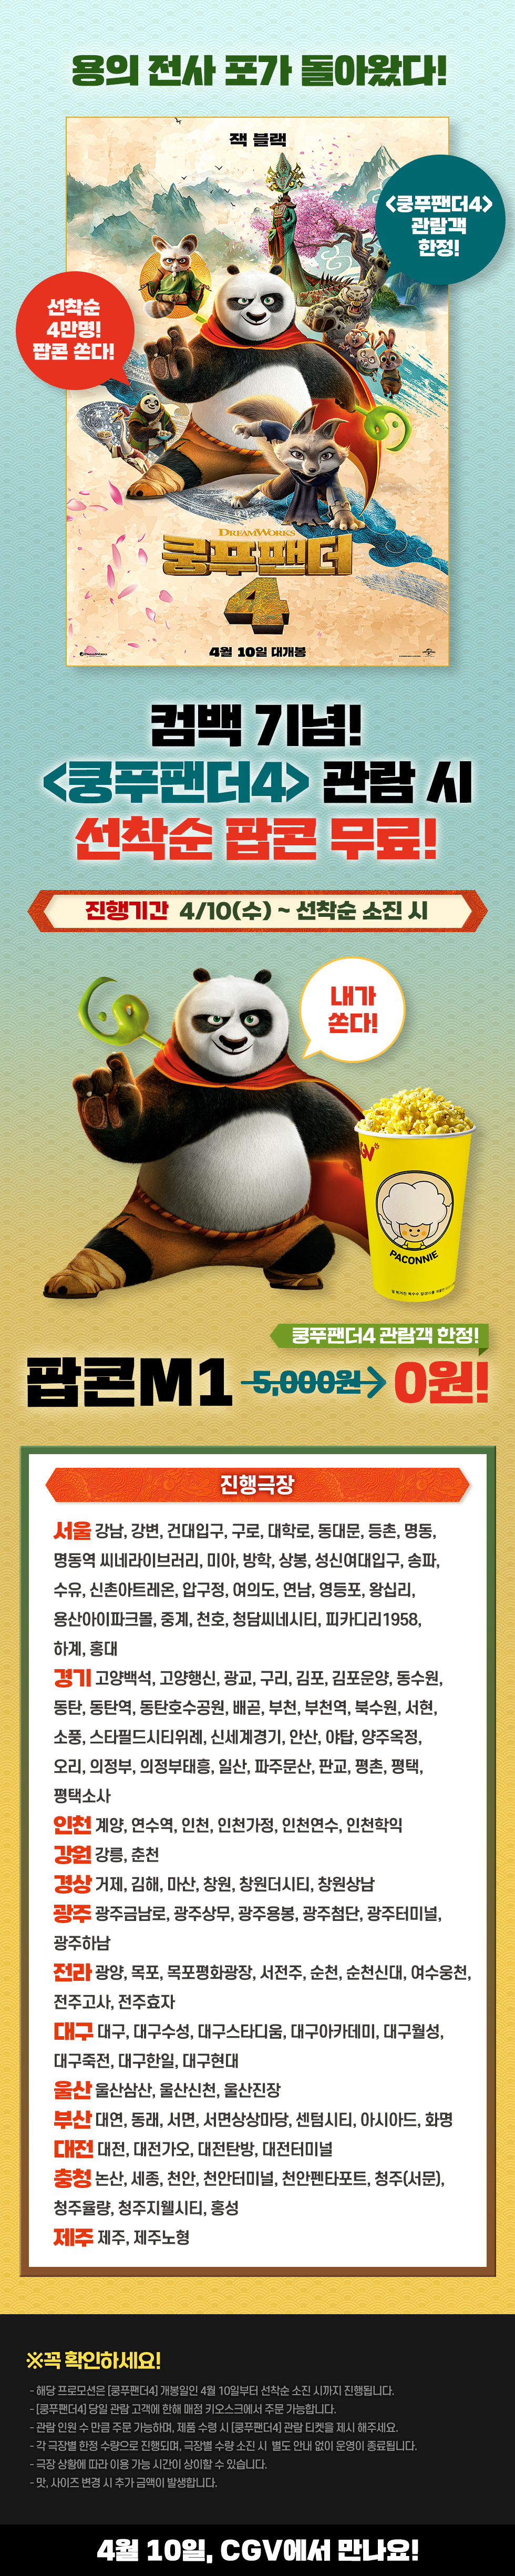 용의 전사 포가 돌아왔다!
잭 블랙
<쿵푸팬더4>
관람객
한정!
선착순
4만명!
팝콘 쏜다!
DREAMWORKS
쿵푸팬더
4
4월 10일 대개봉
컴백 기념!
<쿵푸팬더4> 관람 시
선착순 팝콘 무료!
진행기간 4/10(수) ~ 선착순 소진 시
내가
쏜다!
PACONNIE
쿵푸팬더4 관람객 한정!
팝콘M1 5,000원 → 0원!
진행극장
서울 강남, 강변, 건대입구, 구로, 대학로, 동대문, 등촌, 명동,
명동역 씨네라이브러리, 미아, 방학, 상봉, 성신여대입구, 송파,
수유, 신촌아트레온, 압구정, 여의도, 연남, 영등포, 왕십리,
용산아이파크몰, 중계, 천호, 청담씨네시티, 피카디리1958,
하계, 홍대
경기 고양백석, 고양행신, 광교, 구리, 김포, 김포운양, 동수원,
동탄, 동탄역, 동탄호수공원, 배곧, 부천, 부천역, 북수원, 서현,
소풍, 스타필드시티위례, 신세계경기, 안산, 야탑, 양주옥정,
오리, 의정부, 의정부태흥, 일산, 파주문산, 판교, 평촌, 평택,
평택소사
인천 계양, 연수역, 인천, 인천가정, 인천연수, 인천학익
강원 강릉, 춘천
경상 거제, 김해, 마산, 창원, 창원더시티, 창원상남
광주 광주금남로, 광주상무, 광주용봉, 광주첨단, 광주터미널,
광주하남
전라 광양, 목포, 목포평화광장, 서전주, 순천, 순천신대, 여수웅천,
전주고사, 전주효자
대구 대구, 대구수성, 대구스타디움, 대구아카데미, 대구월성,
대구죽전, 대구한일, 대구현대
울산 울산삼산, 울산신천, 울산진장
부산 대연, 동래, 서면, 서면상상마당, 센텀시티, 아시아드, 화명
대전 대전, 대전가오, 대전탄방, 대전터미널
충청 논산, 세종, 천안, 천안터미널, 천안펜타포트, 청주(서문),
청주율량, 청주지웰시티, 홍성
제주 제주, 제주노형
※꼭 확인하세요!
- 해당 프로모션은 [쿵푸팬더4] 개봉일인 4월 10일부터 선착순 소진 시까지 진행됩니다.
- [쿵푸팬더4] 당일 관람 고객에 한해 매점 키오스크에서 주문 가능합니다.
- 관람 인원 수 만큼 주문 가능하며, 제품 수령 시 [쿵푸팬더4] 관람 티켓을 제시 해주세요.
- 각 극장별 한정 수량으로 진행되며, 극장별 수량 소진 시 별도 안내 없이 운영이 종료됩니다.
- 극장 상황에 따라 이용 가능 시간이 상이할 수 있습니다.
- 맛, 사이즈 변경 시 추가 금액이 발생합니다.
4월 10일, CGV에서 만나요!